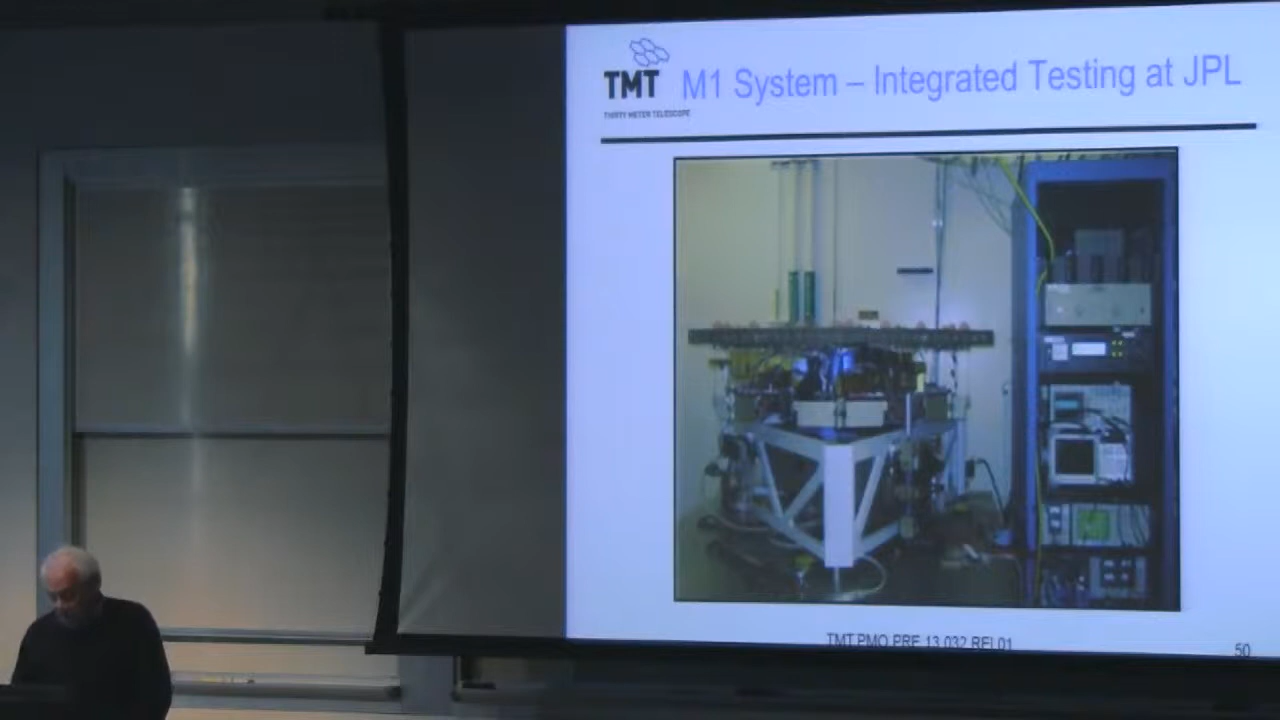 TMT
THIRTY METER TELESCOPE
M1 System – Integrated Testing at JPL
TMT.PMO.PRE.13.032.REL01
50